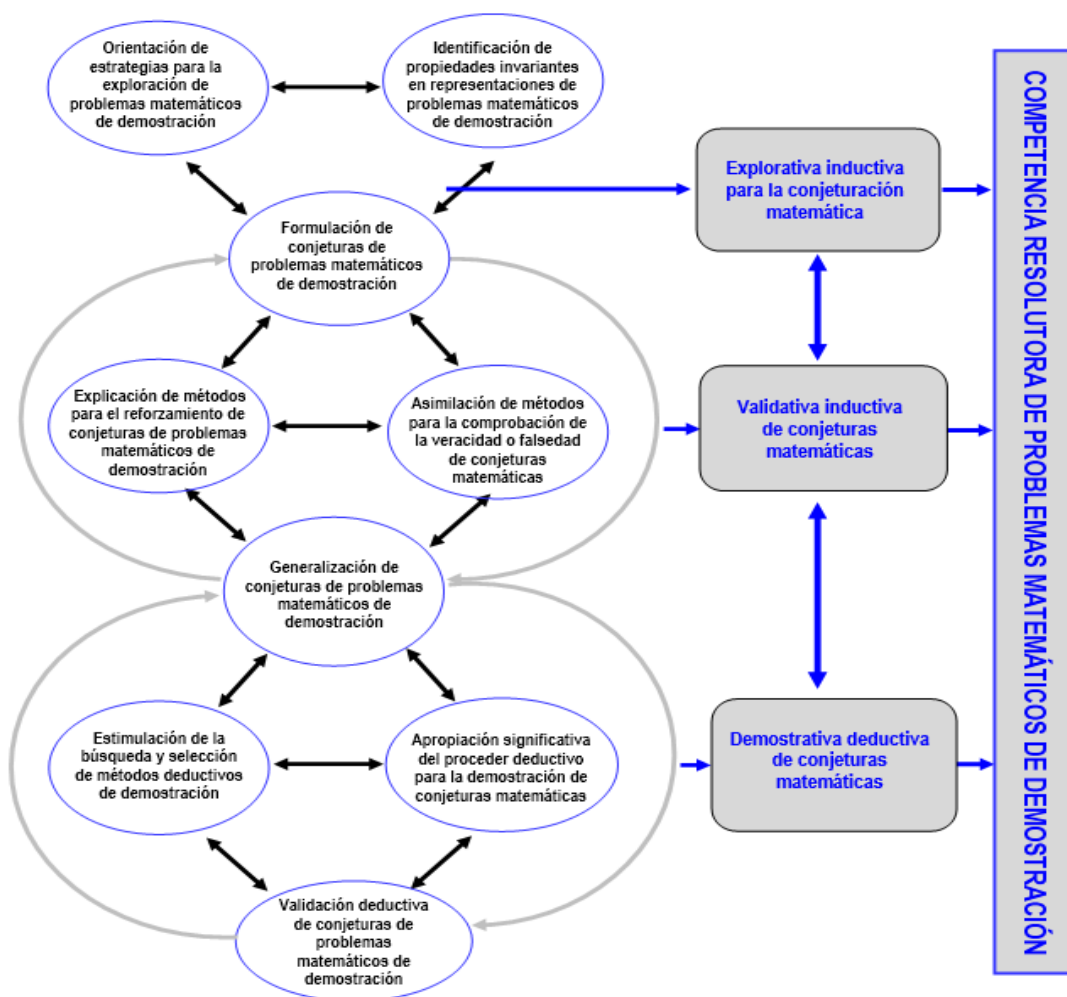 Orientación de
estrategias para la
exploración de
problemas matemáticos
de demostración
Identificación de
propiedades invariantes
en representaciones de
problemas matemáticos
de demostración
Explorativa inductiva
para la conjeturación
matemática
Formulación de
conjeturas de
problemas matemáticos
de demostración
Explicación de métodos
para el reforzamiento de
conjeturas de problemas
matemáticos de
demostración
Asimilación de métodos
para la comprobación de
la veracidad o falsedad
de conjeturas
matemáticas
Validativa inductiva
de conjeturas
matemáticas
Generalización de
conjeturas de problemas
matemáticos de
demostración
Estimulación de la
búsqueda y selección
de métodos deductivos
de demostración
Apropiación significativa
del proceder deductivo
para la demostración de
conjeturas matemáticas
Demostrativa deductiva
de conjeturas
matemáticas
Validación deductiva
de conjeturas de
problemas
matemáticos de
demostración
COMPETENCIA RESOLUTORA DE PROBLEMAS MATEMÁTICOS DE DEMOSTRACIÓN